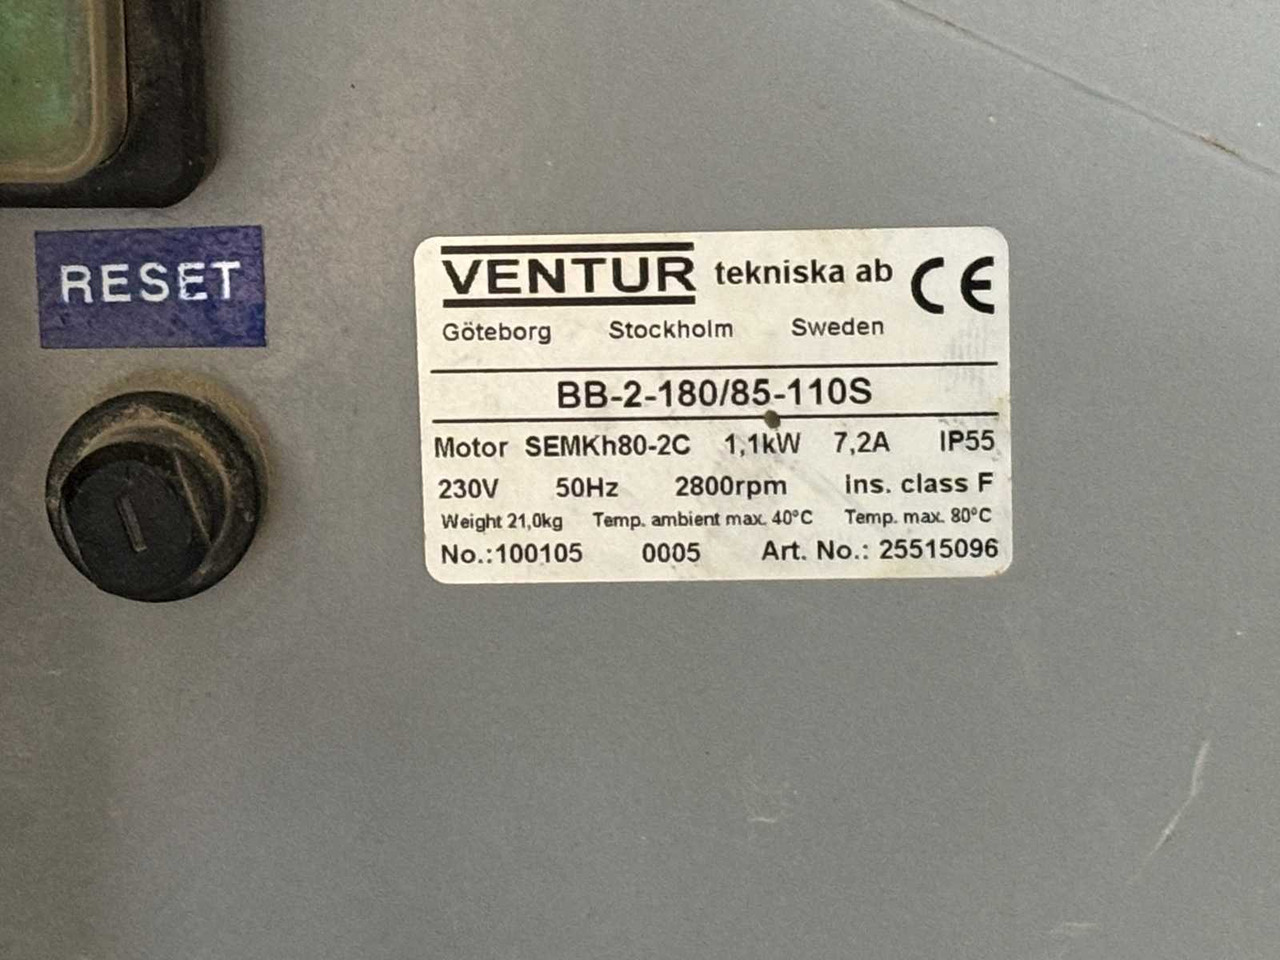 RESET
VENTUR tekniska ab CE
Göteborg Stockholm Sweden
BB-2-180/85-110S
Motor SEMKh80-2C 1,1kW 7,2A IP55
230V 50Hz 2800rpm ins. class F
Weight 21,0kg Temp. ambient max. 40°C Temp. max. 80°C
No.:100105 0005 Art. No.: 25515096